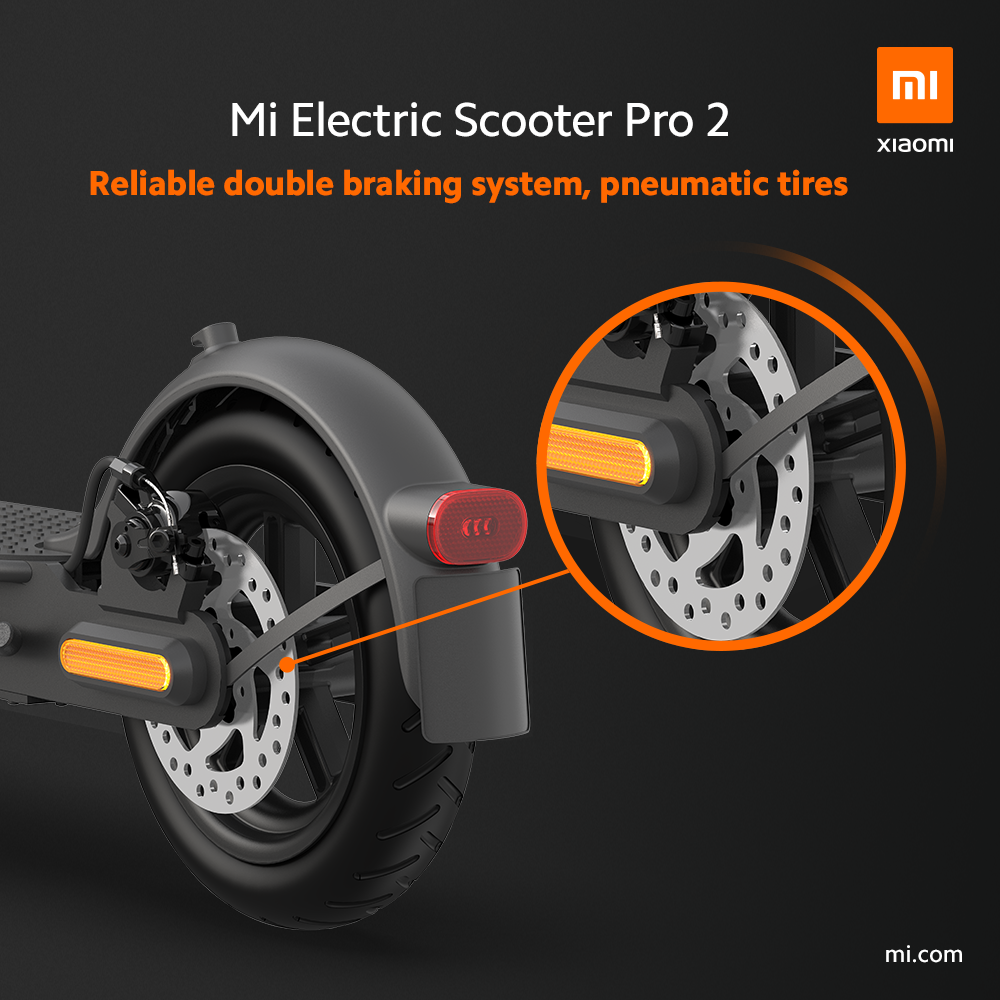 mi
xiaomi
Mi Electric Scooter Pro 2
Reliable double braking system, pneumatic tires
mi.com